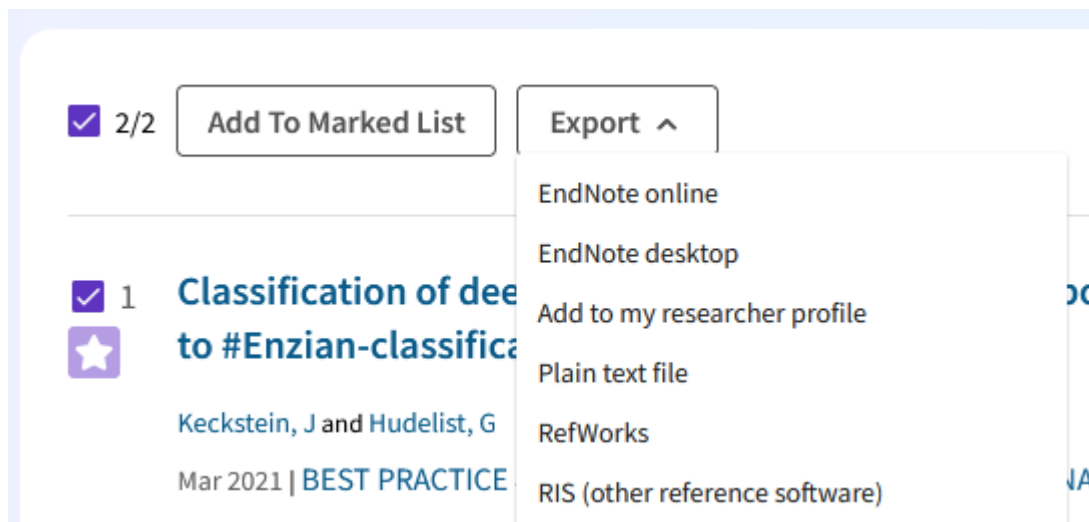 2/2 Add To Marked List Export
EndNote online
EndNote desktop
Add to my researcher profile
Plain text file
RefWorks
RIS (other reference software)
1 Classification of dee
to #Enzian-classifica
Keckstein, J and Hudelist, G
Mar 2021 | BEST PRACTICE